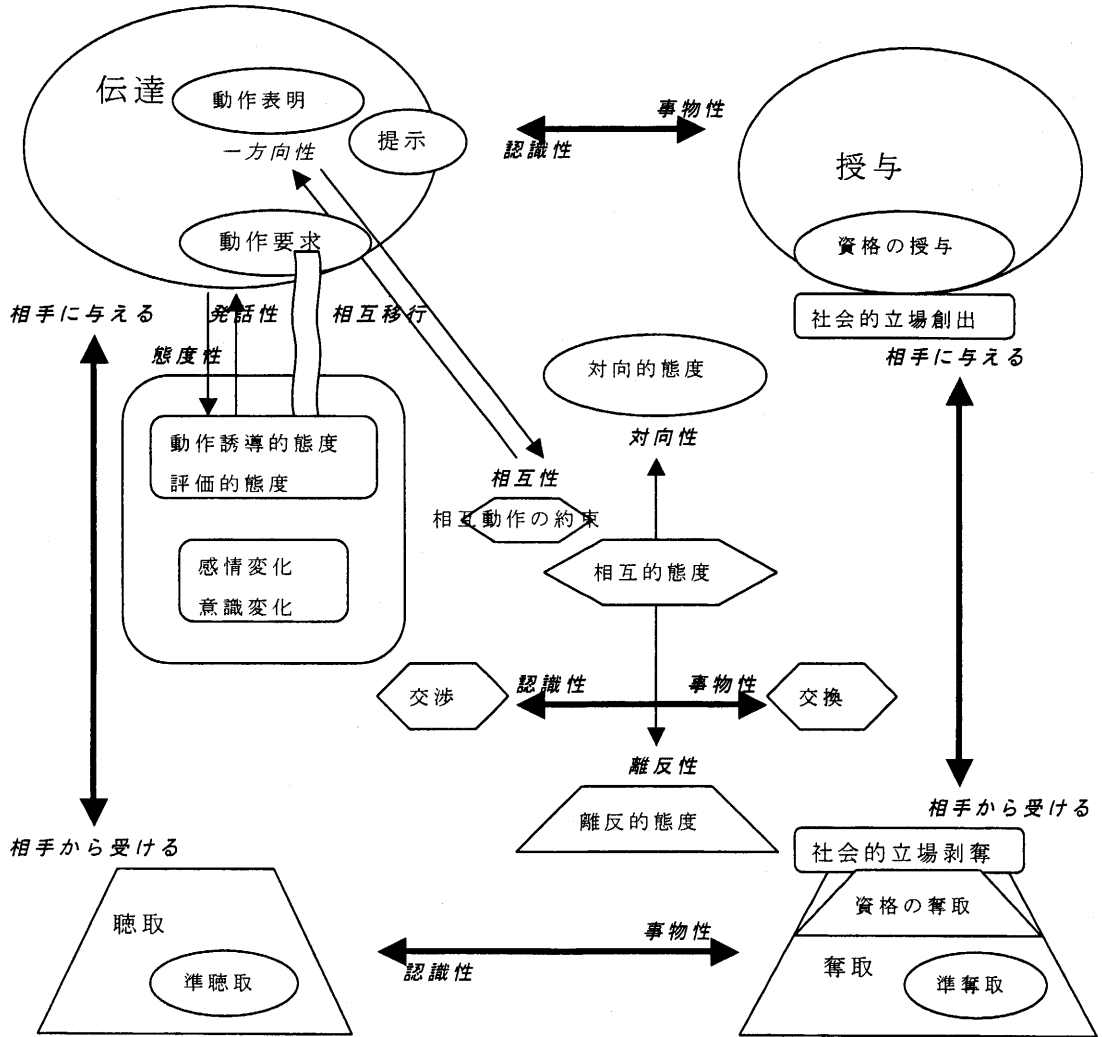 伝達
動作表明
提示
一方向性
動作要求
事物性
認識性
授与
資格の授与
社会的立場創出
相手に与える
発話性
相互移行
態度性
相手に与える
対向的態度
対向性
動作誘導的態度
評価的態度
相互性
相互動作の約束
感情変化
意識変化
相互的態度
交渉
認識性
事物性
交換
離反性
離反的態度
相手から受ける
相手から受ける
社会的立場剥奪
資格の奪取
聴取
準聴取
事物性
認識性
奪取
準奪取